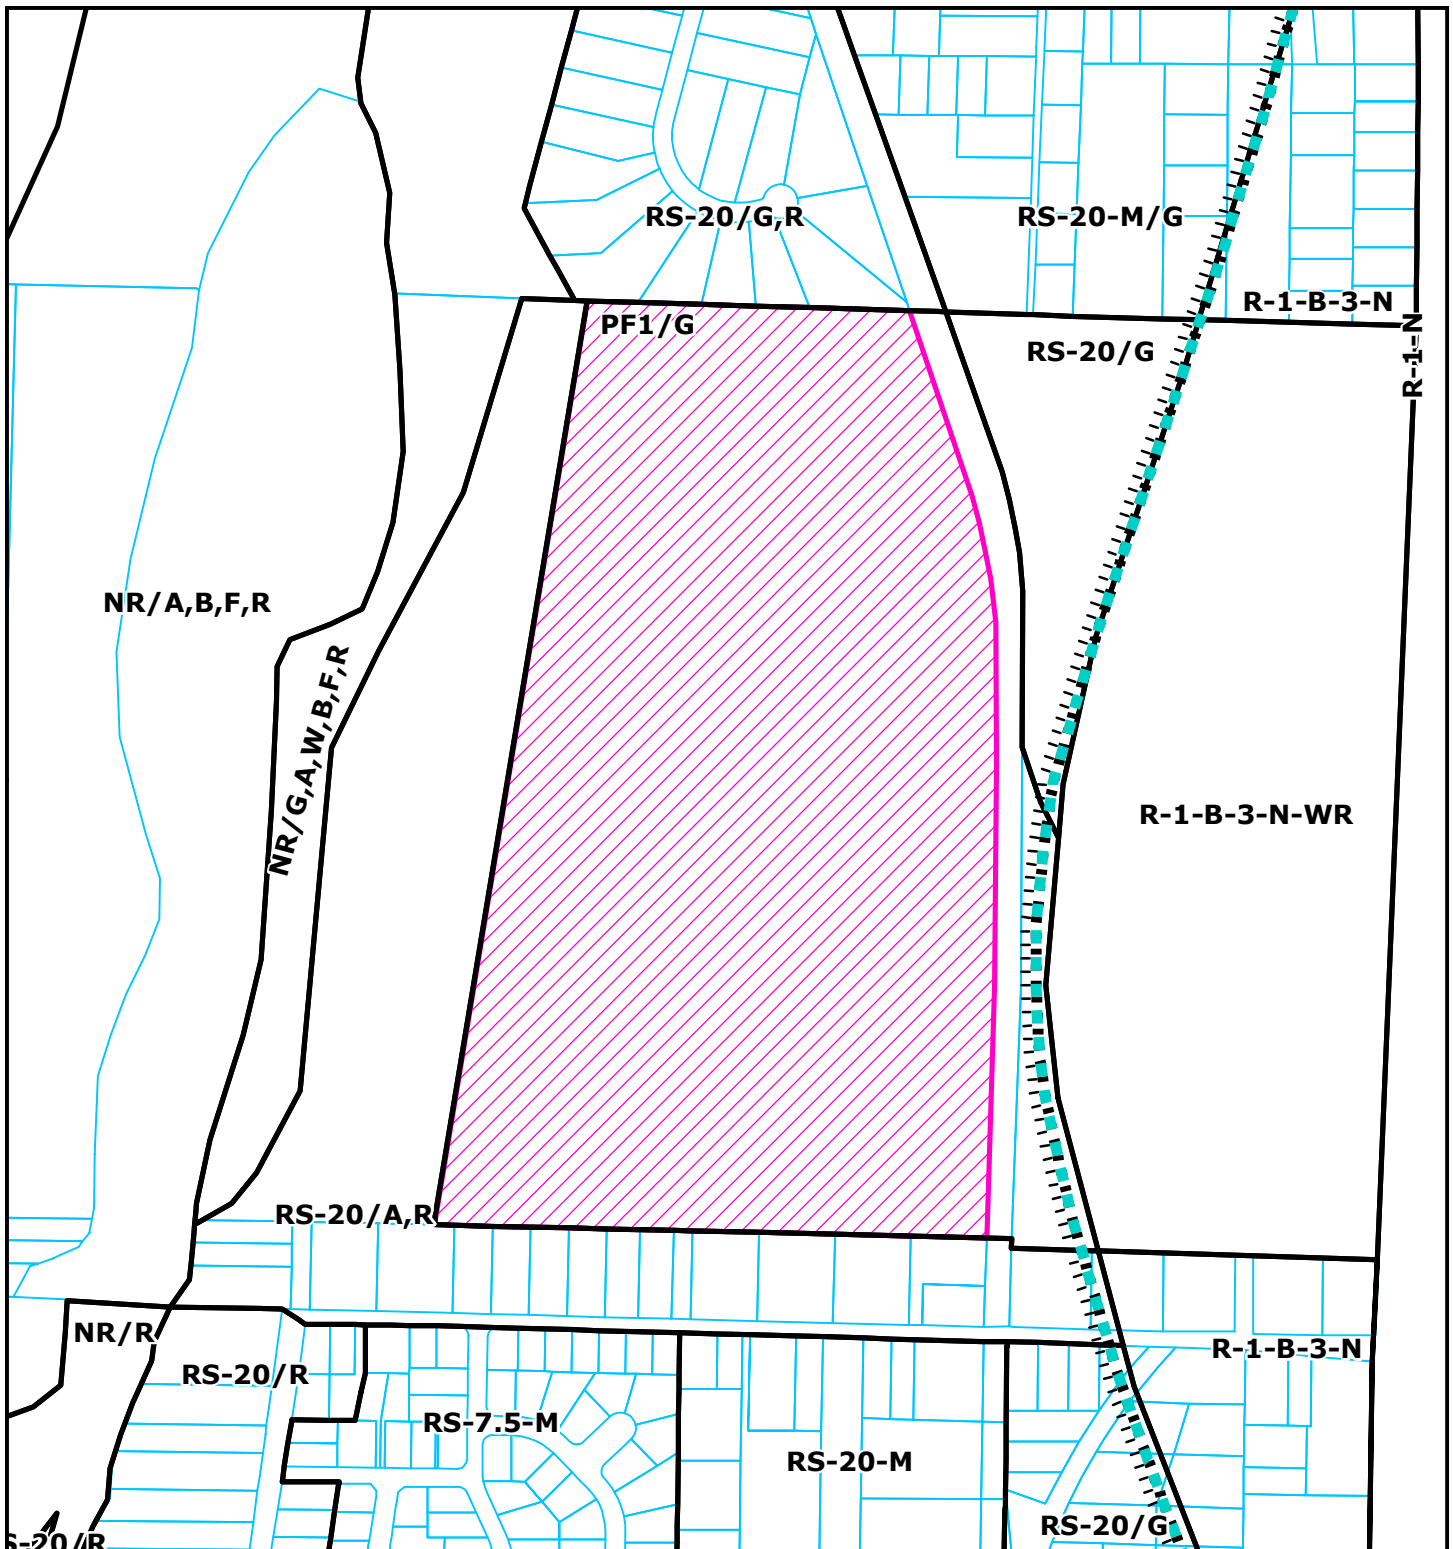 RS-20/G,R
RS-20-M/G
R-1-B-3-N
PF1/G
RS-20/G
R-1-N
NR/A,B,F,R
NR/G,A,W,B,F,R
R-1-B-3-N-WR
RS-20/A,R
NR/R
R-1-B-3-N
RS-20/R
RS-7.5-M
RS-20-M
RS-20/G
S-20/R